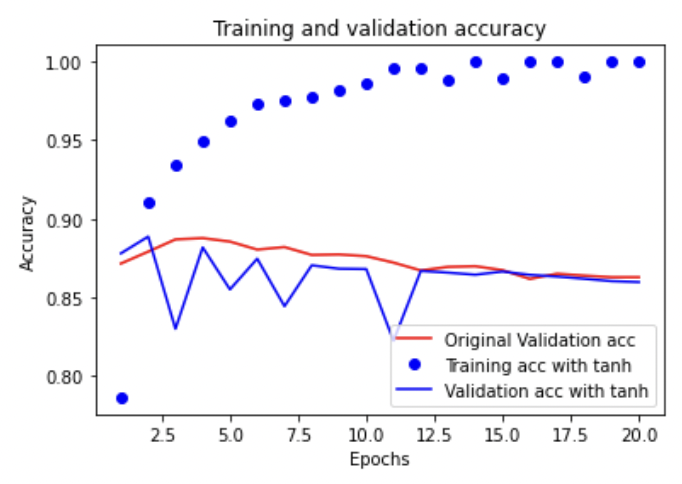 Training and validation accuracy
Accuracy
1.00
0.95
0.90
0.85
0.80
Original Validation acc
Training acc with tanh
Validation acc with tanh
2.5 5.0 7.5 10.0 12.5 15.0 17.5 20.0
Epochs